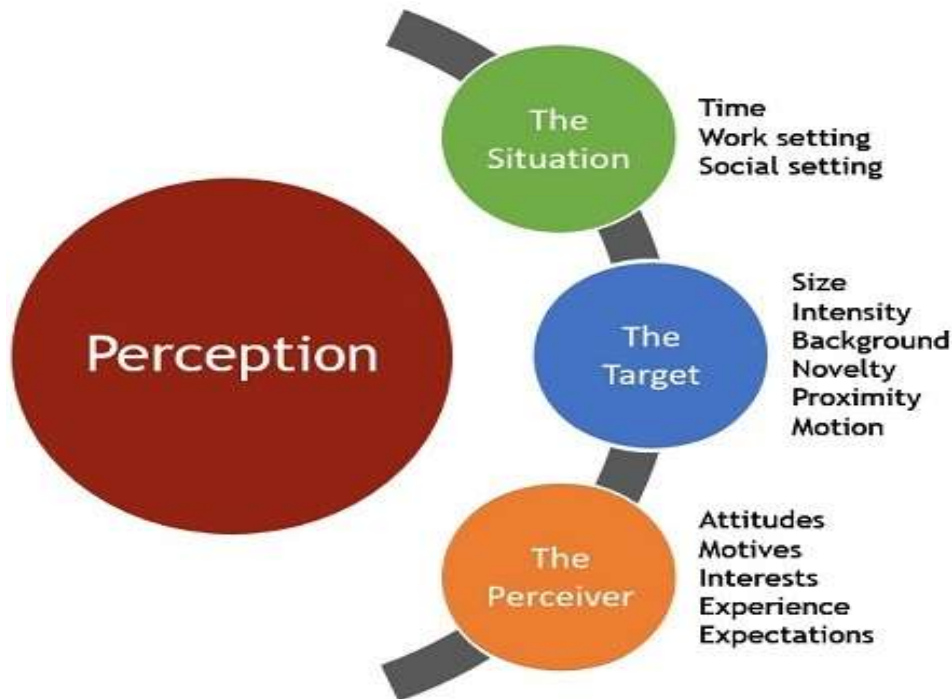 Perception
The
Situation
Time
Work setting
Social setting
The
Target
Size
Intensity
Background
Novelty
Proximity
Motion
The
Perceiver
Attitudes
Motives
Interests
Experience
Expectations